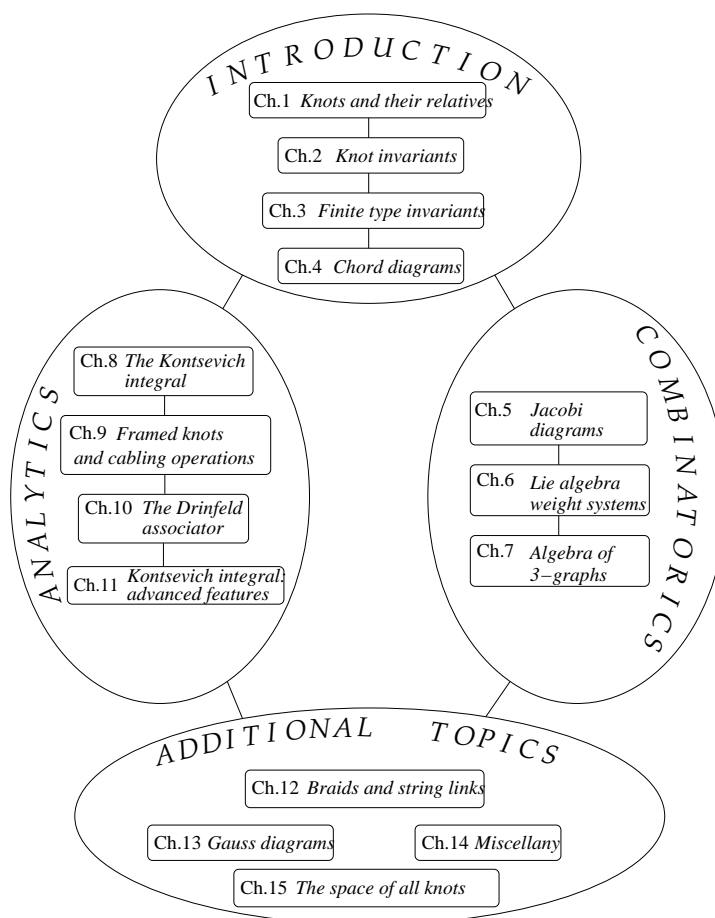 INTRODUCTION
Ch.1 Knots and their relatives
Ch.2 Knot invariants
Ch.3 Finite type invariants
Ch.4 Chord diagrams
ANALYTICS
Ch.8 The Kontsevich
integral
Ch.9 Framed knots
and cabling operations
Ch.10 The Drinfeld
associator
Ch.11 Kontsevich integral:
advanced features
COMBINATORICS
Ch.5 Jacobi
diagrams
Ch.6 Lie algebra
weight systems
Ch.7 Algebra of
3−graphs
ADDITIONAL TOPICS
Ch.12 Braids and string links
Ch.13 Gauss diagrams
Ch.14 Miscellany
Ch.15 The space of all knots